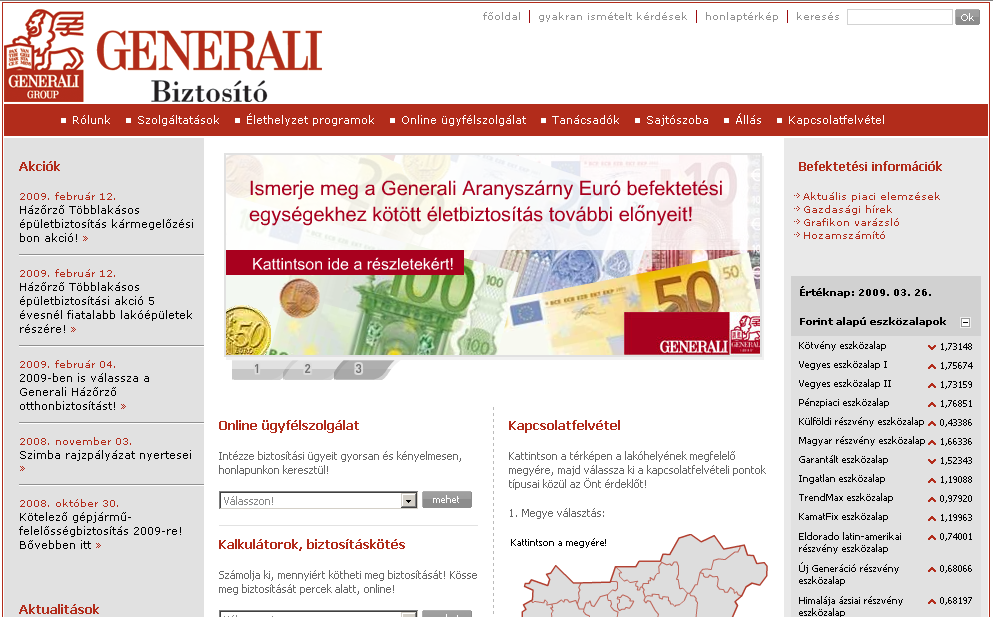 főoldal | gyakran ismételt kérdések | honlaptérkép | keresés Ok
GENERALI
GROUP
GENERALI
Biztosító
Rólunk Szolgáltatások Élethelyzet programok Online ügyfélszolgálat Tanácsadók Sajtószoba Állás Kapcsolatfelvétel
Akciók
2009. február 12.
Házőrző Többlakásos
épületbiztosítás kármegelőzési
bon akció! »
2009. február 12.
Házőrző Többlakásos
épületbiztosítási akció 5
évesnél fiatalabb lakóépületek
részére! »
2009. február 04.
2009-ben is válassza a
Generali Házőrző
otthonbiztosítást! »
2008. november 03.
Szimba rajzpályázat nyertesei
»
2008. október 30.
Kötelező gépjármű-
felelősségbiztosítás 2009-re!
Bővebben itt »
Aktualitások
Ismerje meg a Generali Aranyszárny Euró befektetési
egységekhez kötött életbiztosítás további előnyeit!
Kattintson ide a részletekért!
10
100
20
50
50
50
EURO
GENERALI
1 2 3
Online ügyfélszolgálat
Intézze biztosítási ügyeit gyorsan és kényelmesen,
honlapunkon keresztül!
Válasszon! mehet
Kalkulátorok, biztosításkötés
Számolja ki, mennyiért kötheti meg biztosítását! Kösse
meg biztosítását percek alatt, online!
Kapcsolatfelvétel
Kattintson a térképen a lakóhelyének megfelelő
megyére, majd válassza ki a kapcsolatfelvételi pontok
típusai közül az Önt érdeklőt!
1. Megye választás:
Kattintson a megyére!
Befektetési információk
Aktuális piaci elemzések
Gazdasági hírek
Grafikon varázsló
Hozamszámító
Értéknap: 2009. 03. 26.
Forint alapú eszközalapok
Kötvény eszközalap 1,73148
Vegyes eszközalap I 1,75674
Vegyes eszközalap II 1,73159
Pénzpiaci eszközalap 1,76851
Külföldi részvény eszközalap 0,43386
Magyar részvény eszközalap 1,66336
Garantált eszközalap 1,52343
Ingatlan eszközalap 1,19088
TrendMax eszközalap 0,97920
KamatFix eszközalap 1,19963
Eldorado latin-amerikai
részvény eszközalap 0,74001
Új Generáció részvény
eszközalap 0,68066
Himalája ázsiai részvény
eszközalap 0,68197